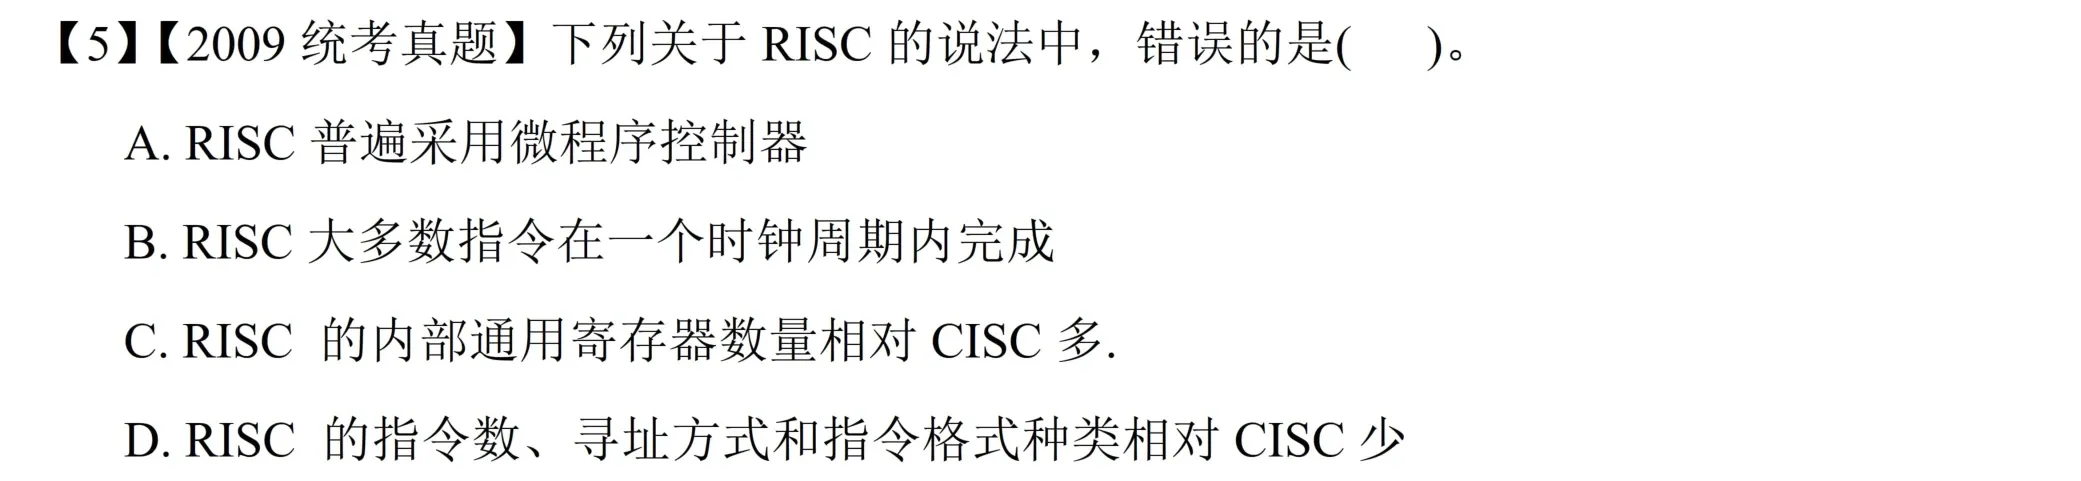 【5】【2009 统考真题】下列关于 RISC 的说法中，错误的是(  )。
A. RISC 普遍采用微程序控制器
B. RISC 大多数指令在一个时钟周期内完成
C. RISC 的内部通用寄存器数量相对 CISC 多.
D. RISC 的指令数、寻址方式和指令格式种类相对 CISC 少